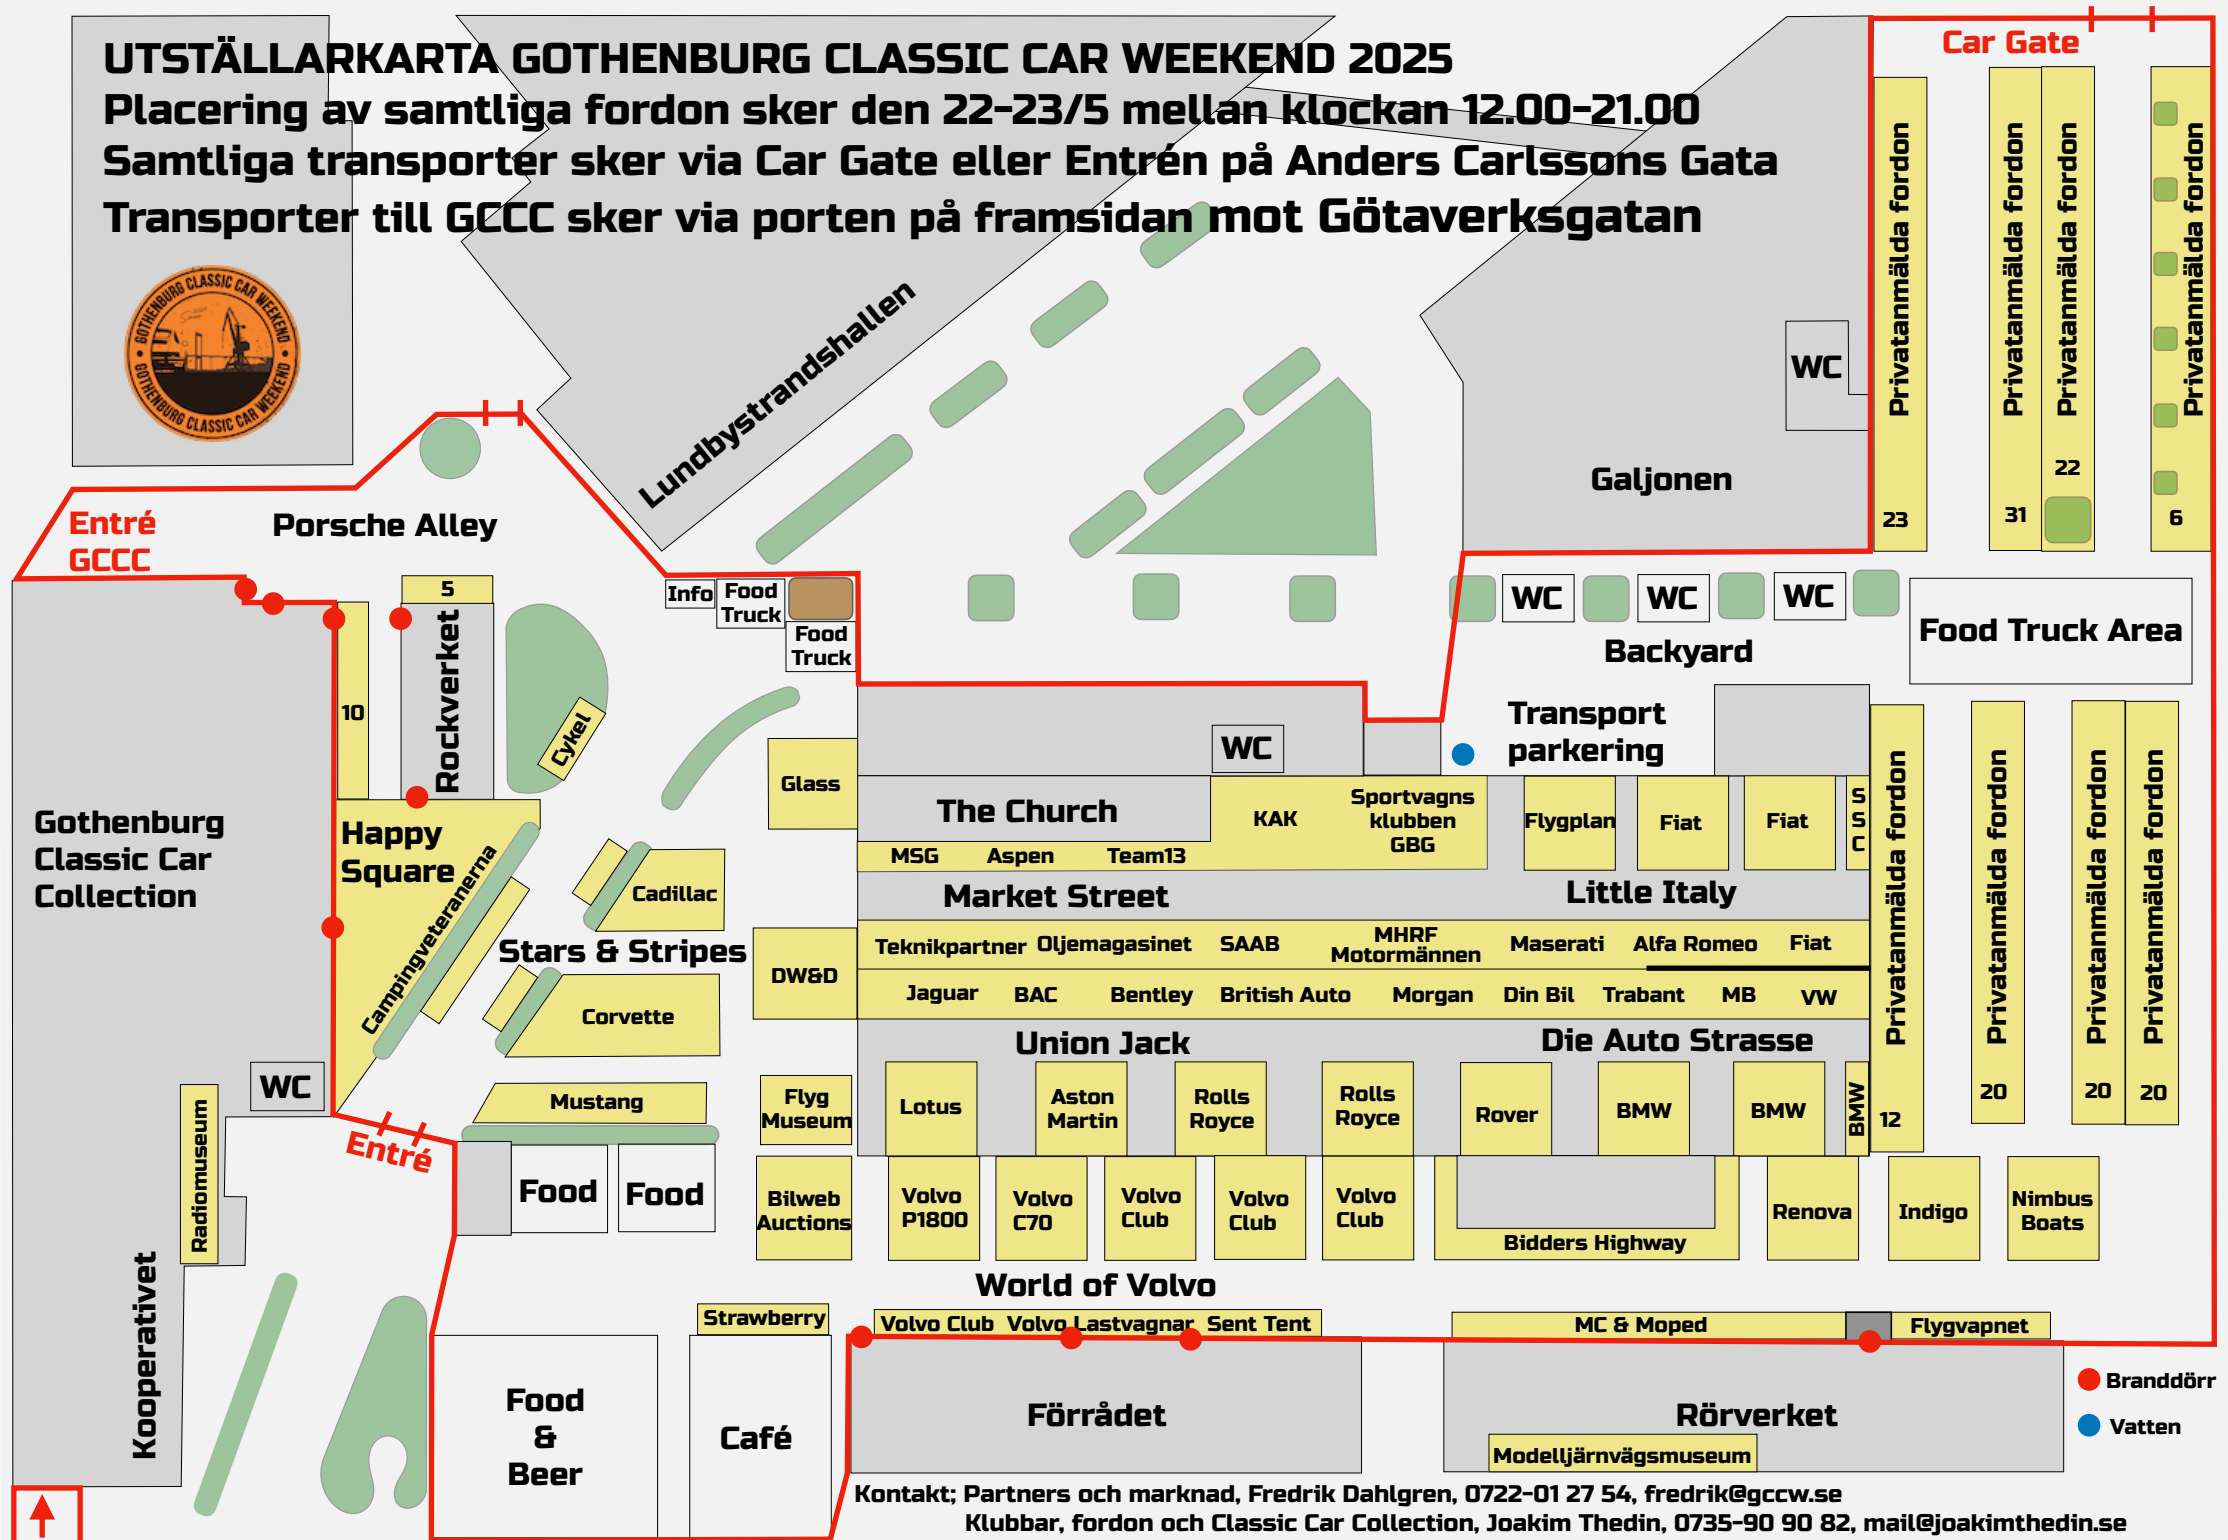 UTSTÄLLARKARTA GOTHENBURG CLASSIC CAR WEEKEND 2025
Placering av samtliga fordon sker den 22-23/5 mellan klockan 12.00-21.00
Samtliga transporter sker via Car Gate eller Entrén på Anders Carlssons Gata
Transporter till GCCC sker via porten på framsidan mot Götaverksgatan
GOTHENBURG CLASSIC CAR WEEKEND
GOTHENBURG CLASSIC CAR WEEKEND
Car Gate
Privatanmälda fordon
23
Privatanmälda fordon
31
Privatanmälda fordon
22
Privatanmälda fordon
6
Lundbystrandshallen
WC
Galjonen
Entré
GCCC
Porsche Alley
5
10
Rockverket
Cykel
Info
Food
Truck
Food
Truck
WC
WC
WC
Food Truck Area
Backyard
Transport
parkering
Gothenburg
Classic Car
Collection
Happy
Square
Campingveteranerna
Glass
WC
The Church
KAK
Sportvagns
klubben
GBG
Flygplan
Fiat
Fiat
S
S
C
MSG
Aspen
Team13
Cadillac
Market Street
Little Italy
Stars & Stripes
DW&D
Teknikpartner
Oljemagasinet
SAAB
MHRF
Motormännen
Maserati
Alfa Romeo
Fiat
Jaguar
BAC
Bentley
British Auto
Morgan
Din Bil
Trabant
MB
VW
Corvette
Union Jack
Die Auto Strasse
Privatanmälda fordon
12
Privatanmälda fordon
20
Privatanmälda fordon
20
Privatanmälda fordon
20
WC
Radiomuseum
Entré
Mustang
Flyg
Museum
Lotus
Aston
Martin
Rolls
Royce
Rolls
Royce
Rover
BMW
BMW
BMW
Food
Food
Bilweb
Auctions
Volvo
P1800
Volvo
C70
Volvo
Club
Volvo
Club
Volvo
Club
Bidders Highway
Renova
Indigo
Nimbus
Boats
Kooperativet
World of Volvo
Strawberry
Volvo Club
Volvo Lastvagnar
Sent Tent
MC & Moped
Flygvapnet
Food
&
Beer
Café
Förrådet
Rörverket
Modelljärnvägsmuseum
Branddörr
Vatten
Kontakt; Partners och marknad, Fredrik Dahlgren, 0722-01 27 54, fredrik@gccw.se
Klubbar, fordon och Classic Car Collection, Joakim Thedin, 0735-90 90 82, mail@joakimthedin.se